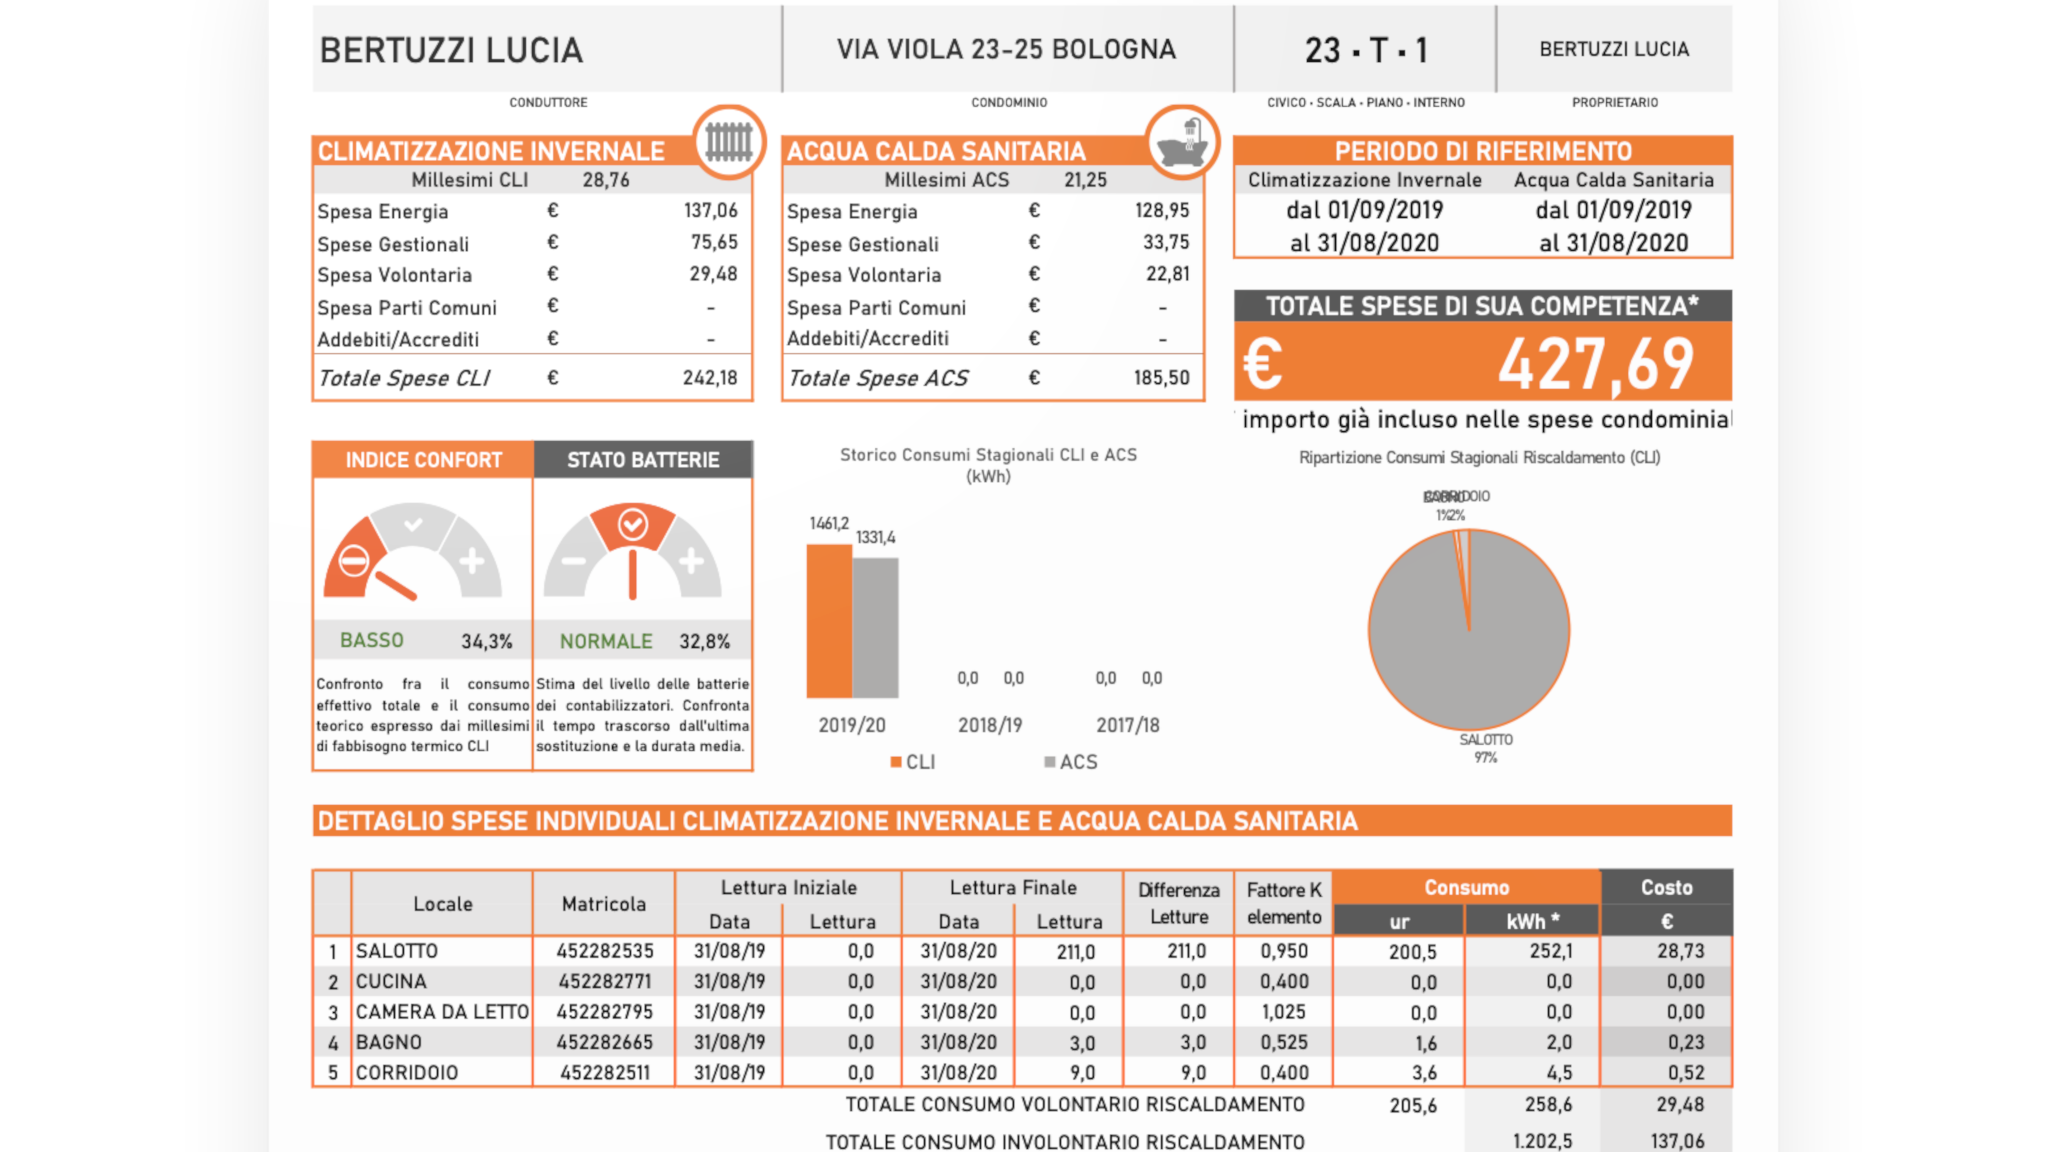 BERTUZZI LUCIA
VIA VIOLA 23-25 BOLOGNA
23 • T • 1
BERTUZZI LUCIA
CONDUTTORE
CONDOMINIO
CIVICO • SCALA • PIANO • INTERNO
PROPRIETARIO
CLIMATIZZAZIONE INVERNALE
Millesimi CLI 28,76
Spesa Energia € 137,06
Spese Gestionali € 75,65
Spesa Volontaria € 29,48
Spesa Parti Comuni € -
Addebiti/Accrediti € -
Totale Spese CLI € 242,18
ACQUA CALDA SANITARIA
Millesimi ACS 21,25
Spesa Energia € 128,95
Spese Gestionali € 33,75
Spesa Volontaria € 22,81
Spesa Parti Comuni € -
Addebiti/Accrediti € -
Totale Spese ACS € 185,50
PERIODO DI RIFERIMENTO
Climatizzazione Invernale Acqua Calda Sanitaria
dal 01/09/2019 dal 01/09/2019
al 31/08/2020 al 31/08/2020
TOTALE SPESE DI SUA COMPETENZA*
€ 427,69
importo già incluso nelle spese condominial
INDICE CONFORT
BASSO 34,3%
Confronto fra il consumo
effettivo totale e il consumo
teorico espresso dai millesimi
di fabbisogno termico CLI
STATO BATTERIE
NORMALE 32,8%
Stima del livello delle batterie
dei contabilizzatori. Confronta
il tempo trascorso dall'ultima
sostituzione e la durata media.
Storico Consumi Stagionali CLI e ACS
(kWh)
1461,2
1331,4
0,0 0,0 0,0 0,0
2019/20 2018/19 2017/18
CLI ACS
Ripartizione Consumi Stagionali Riscaldamento (CLI)
BAGNO CORRIDOIO
1% 2%
SALOTTO
97%
DETTAGLIO SPESE INDIVIDUALI CLIMATIZZAZIONE INVERNALE E ACQUA CALDA SANITARIA
Locale Matricola Lettura Iniziale Lettura Finale Differenza Letture Fattore K elemento Consumo Costo
Data Lettura Data Lettura ur kWh * €
1 SALOTTO 452282535 31/08/19 0,0 31/08/20 211,0 211,0 0,950 200,5 252,1 28,73
2 CUCINA 452282771 31/08/19 0,0 31/08/20 0,0 0,0 0,400 0,0 0,0 0,00
3 CAMERA DA LETTO 452282795 31/08/19 0,0 31/08/20 0,0 0,0 1,025 0,0 0,0 0,00
4 BAGNO 452282665 31/08/19 0,0 31/08/20 3,0 3,0 0,525 1,6 2,0 0,23
5 CORRIDOIO 452282511 31/08/19 0,0 31/08/20 9,0 9,0 0,400 3,6 4,5 0,52
TOTALE CONSUMO VOLONTARIO RISCALDAMENTO 205,6 258,6 29,48
TOTALE CONSUMO INVOLONTARIO RISCALDAMENTO 1.202,5 137,06